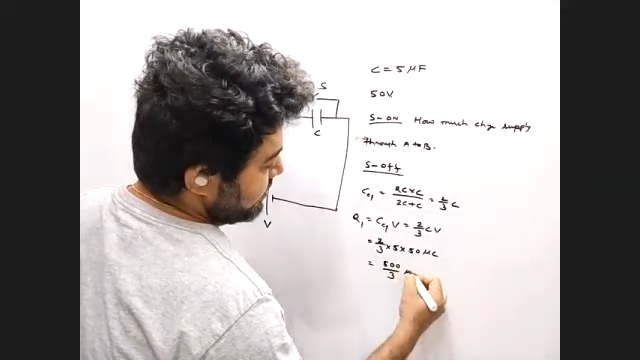 S
C
V
C = 5 μF
50V
S-ON How much charge supply
through A to B.
S-off
Ceq = 2C×C / 2C+C = 2/3 C
Q1 = Ceq V = 2/3 CV
= 2/3 × 5 × 50 μC
= 500/3 μ